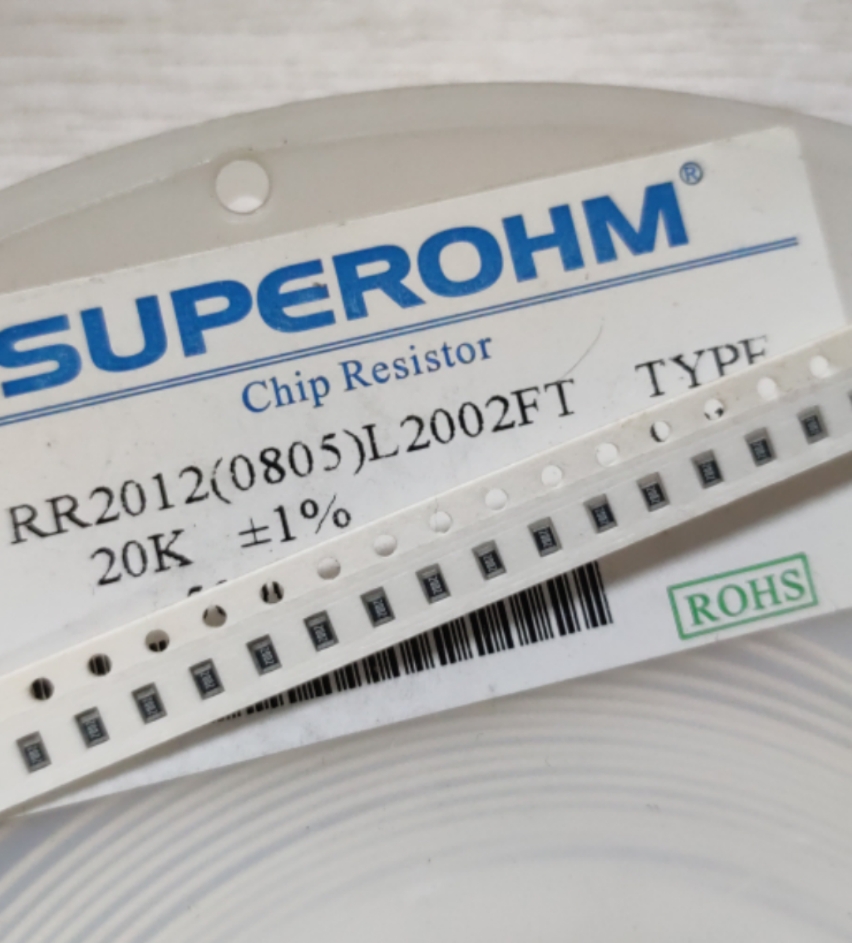 SUPEROHM®
Chip Resistor
RR2012(0805)L2002FT TYPE
20K ±1%
ROHS